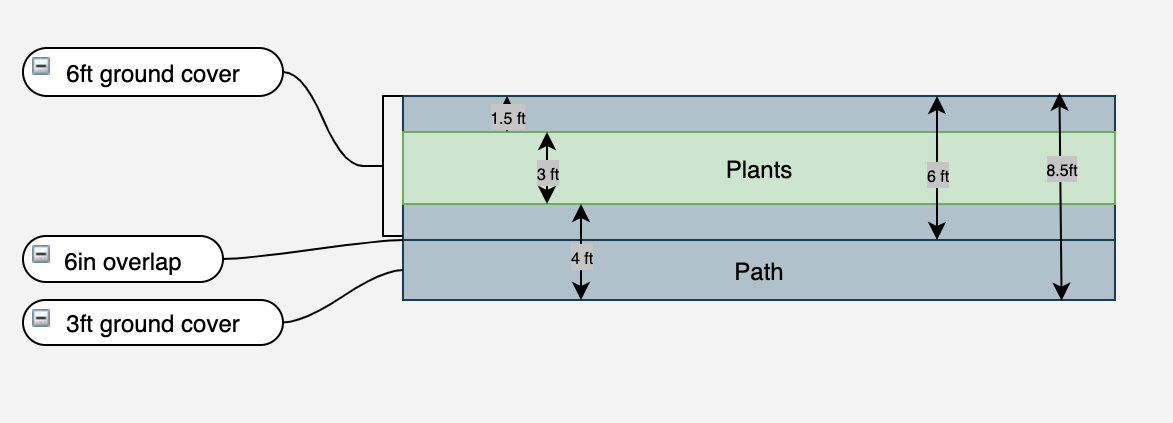 6ft ground cover
1.5 ft
3 ft
Plants
6 ft
8.5ft
6in overlap
4 ft
Path
3ft ground cover